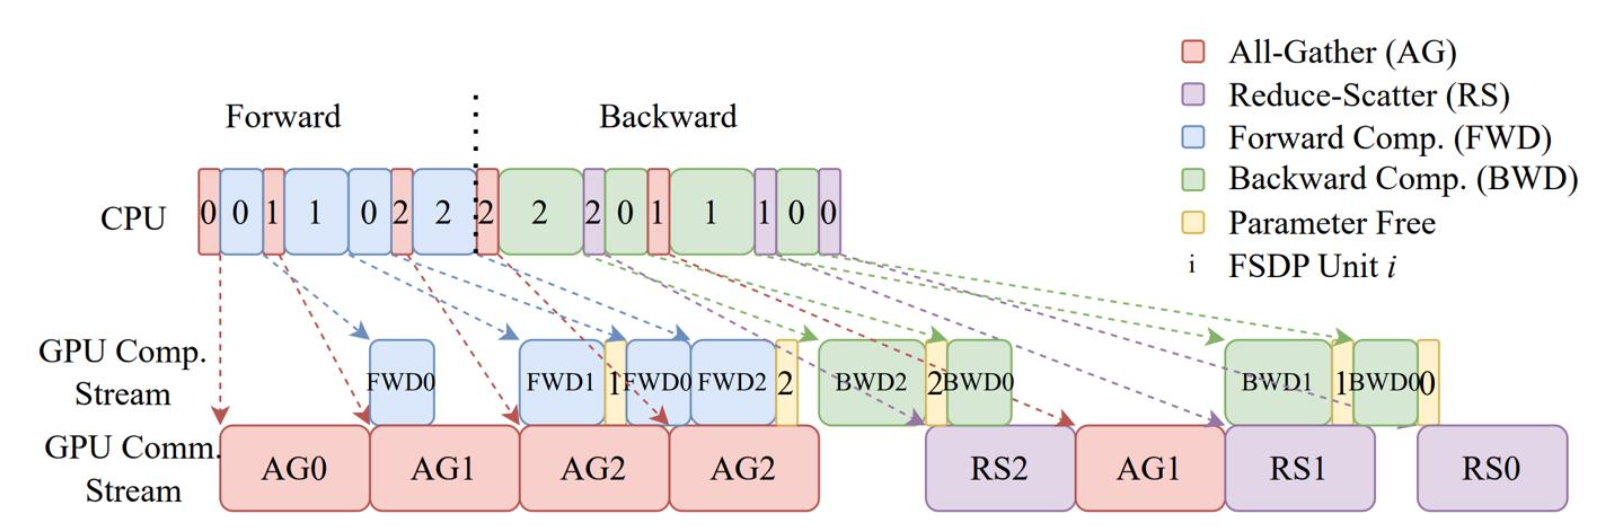 All-Gather (AG)
Reduce-Scatter (RS)
Forward Comp. (FWD)
Backward Comp. (BWD)
Parameter Free
i FSDP Unit i
Forward Backward
CPU 0 0 1 1 0 2 2 2 2 2 0 1 1 1 0 0
GPU Comp.
Stream
FWD0 FWD1 1 FWD0 FWD2 2 BWD2 2 BWD0 BWD1 1 BWD0 0
GPU Comm.
Stream
AG0 AG1 AG2 AG2 RS2 AG1 RS1 RS0